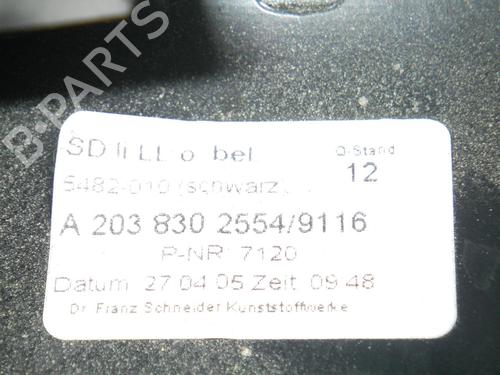 B-PARTS
SD li LL o bel.
Q-Stand
5482-010 (schwarz)
12
A 203 830 2554/9116
P-NR 7120
Datum 27 04 05 Zeit 09 48
Dr. Franz Schneider Kunststoffwerke